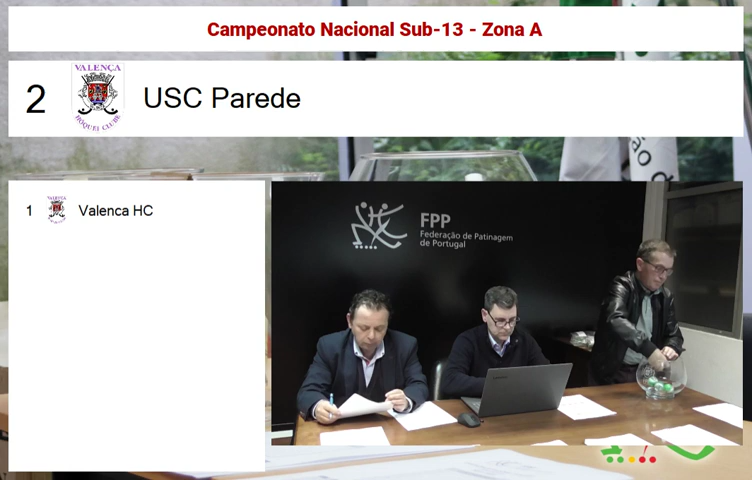 Campeonato Nacional Sub-13 - Zona A
2
VALENÇA
HOQUEI CLUBE
USC Parede
1
Valenca HC
FPP
Federação de Patinagem
de Portugal